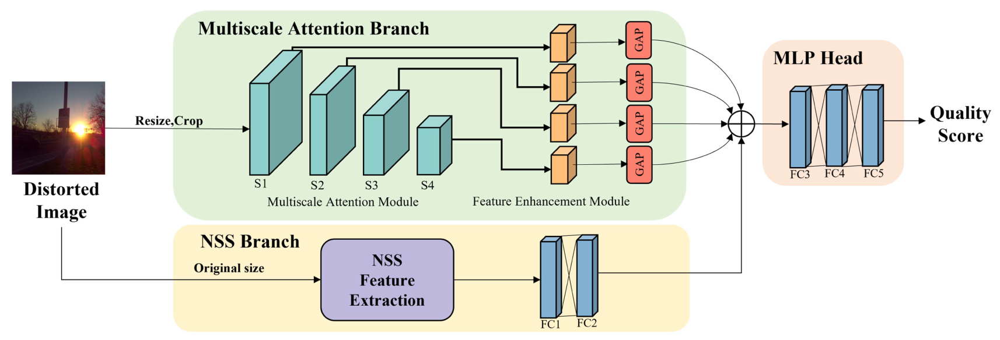 Multiscale Attention Branch
GAP
GAP
GAP
GAP
S1
S2
S3
S4
Multiscale Attention Module
Feature Enhancement Module
Resize,Crop
Distorted
Image
MLP Head
FC3
FC4
FC5
Quality
Score
NSS Branch
Original size
NSS
Feature
Extraction
FC1
FC2